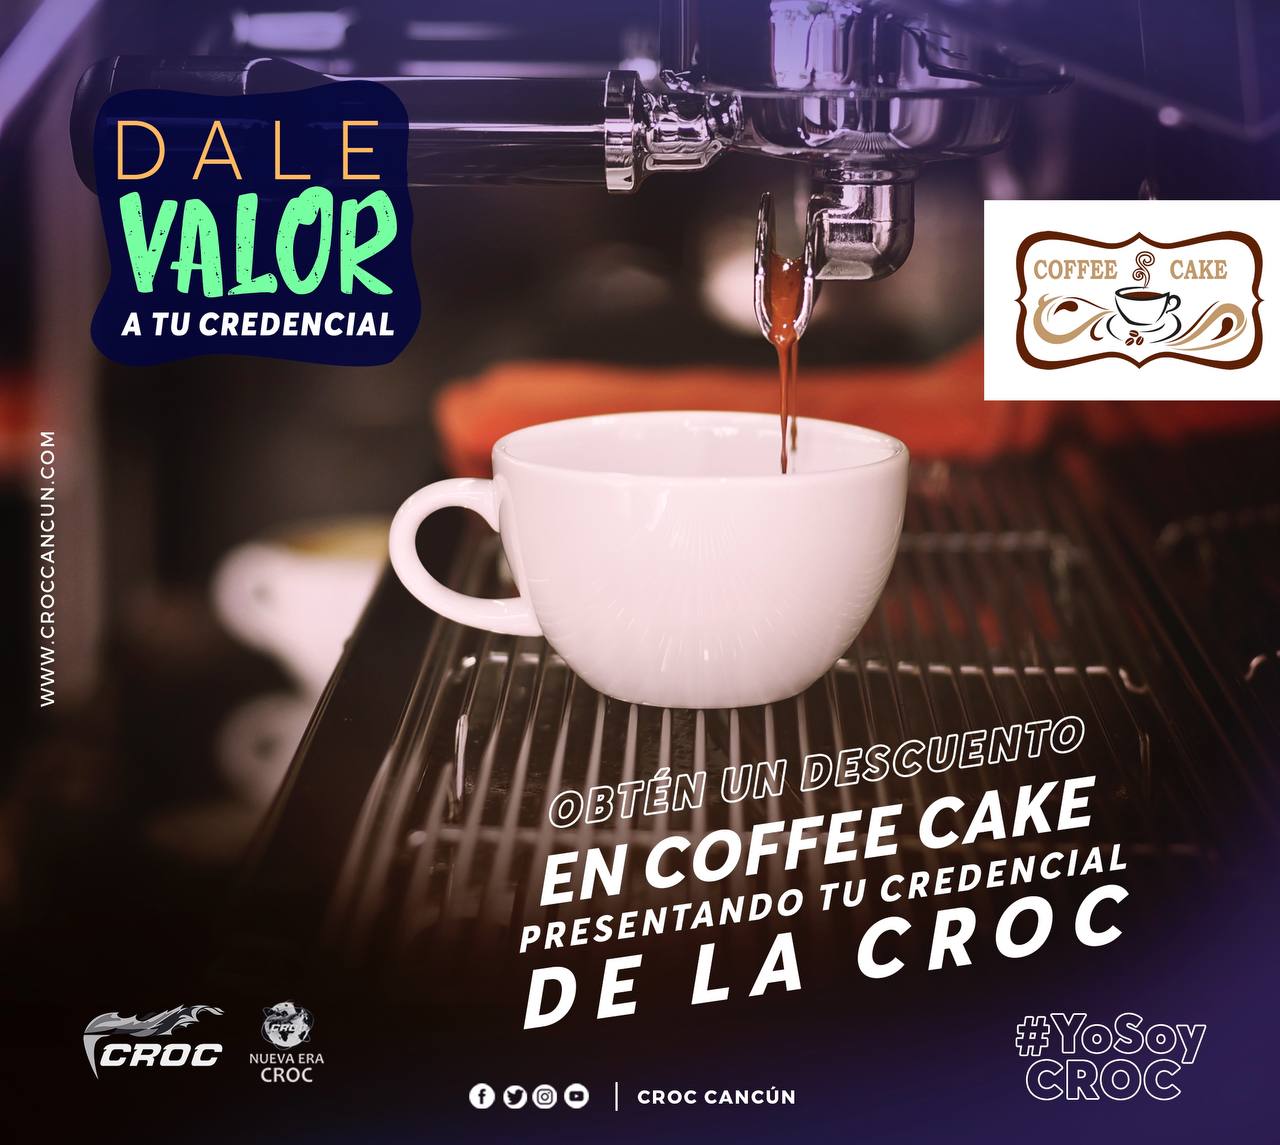 DALE
VALOR
A TU CREDENCIAL
COFFEE CAKE
WWW.CROCCANCUN.COM
OBTÉN UN DESCUENTO
EN COFFEE CAKE
PRESENTANDO TU CREDENCIAL
DE LA CROC
CROC
CROC
NUEVA ERA
CROC
CROC CANCÚN
#YoSoy
CROC